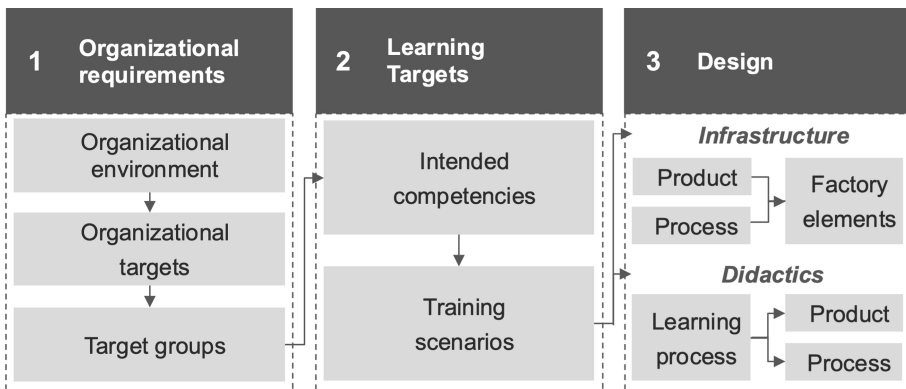 1 Organizational
requirements
Organizational
environment
Organizational
targets
Target groups
2 Learning
Targets
Intended
competencies
Training
scenarios
3 Design
Infrastructure
Product
Process
Factory
elements
Didactics
Learning
process
Product
Process